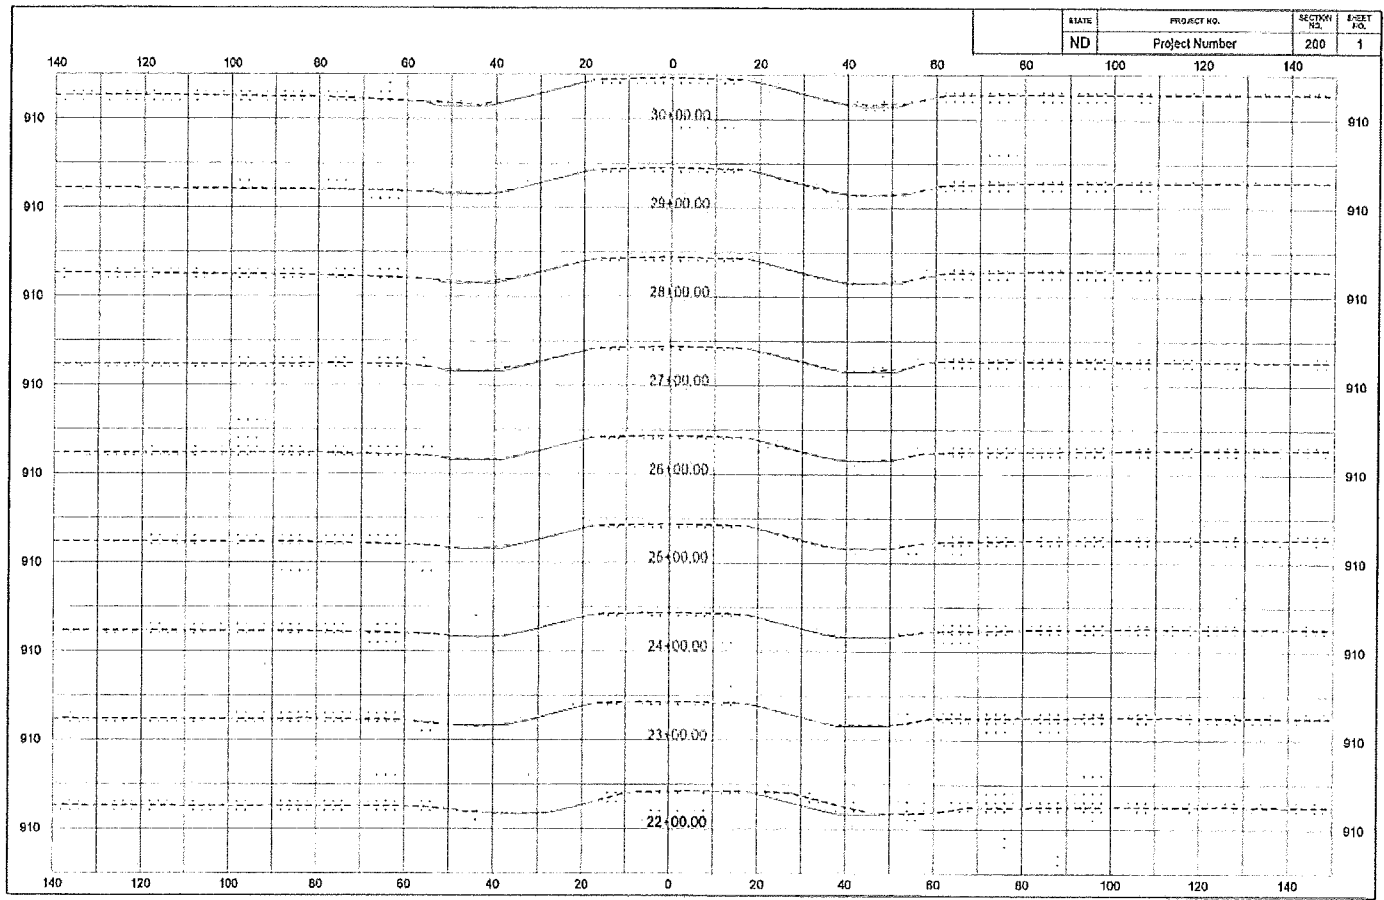 STATE PROJECT NO. SECTION NO. SHEET NO.
ND Project Number 200 1
140 120 100 80 60 40 20 0 20 40 60 80 100 120 140
910 30+00.00 910
910 29+00.00 910
910 28+00.00 910
910 27+00.00 910
910 26+00.00 910
910 25+00.00 910
910 24+00.00 910
910 23+00.00 910
910 22+00.00 910
140 120 100 80 60 40 20 0 20 40 60 80 100 120 140